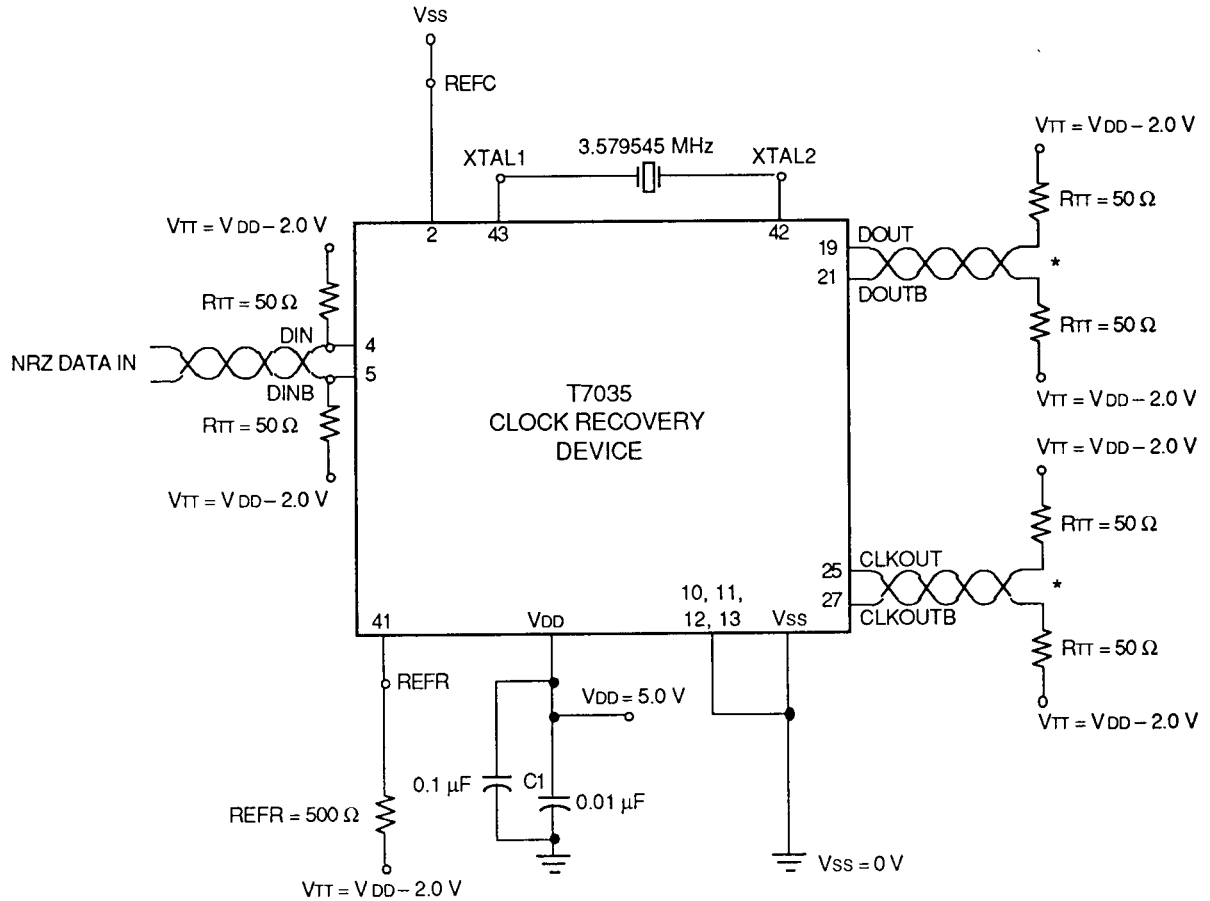 VSS
REFC
3.579545 MHz
XTAL1
XTAL2
VTT = VDD – 2.0 V
2
43
42
VTT = VDD – 2.0 V
RTT = 50 Ω
19
DOUT
*
21
DOUTB
RTT = 50 Ω
DIN
4
NRZ DATA IN
5
DINB
RTT = 50 Ω
RTT = 50 Ω
VTT = VDD – 2.0 V
T7035
CLOCK RECOVERY
DEVICE
VTT = VDD – 2.0 V
VTT = VDD – 2.0 V
RTT = 50 Ω
25
CLKOUT
*
27
CLKOUTB
10, 11,
12, 13
41
VDD
VSS
RTT = 50 Ω
REFR
VDD = 5.0 V
VTT = VDD – 2.0 V
0.1 µF
C1
0.01 µF
REFR = 500 Ω
VSS = 0 V
VTT = VDD – 2.0 V